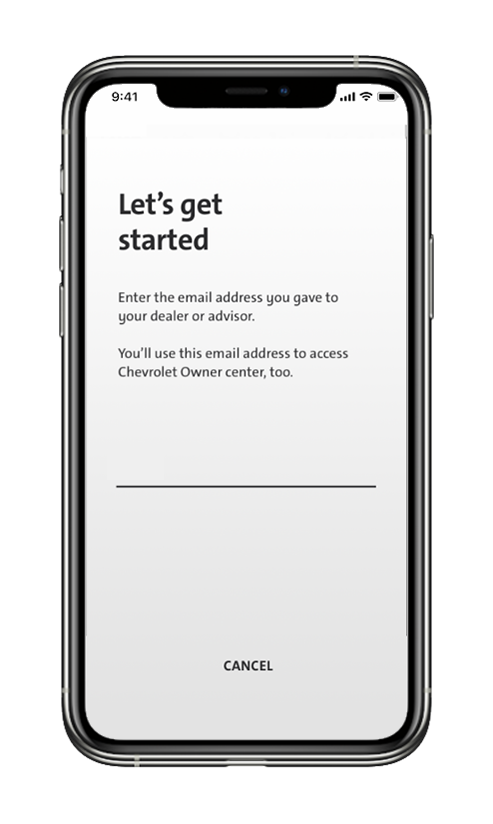 9:41
Let's get
started
Enter the email address you gave to
your dealer or advisor.
You'll use this email address to access
Chevrolet Owner center, too.
CANCEL